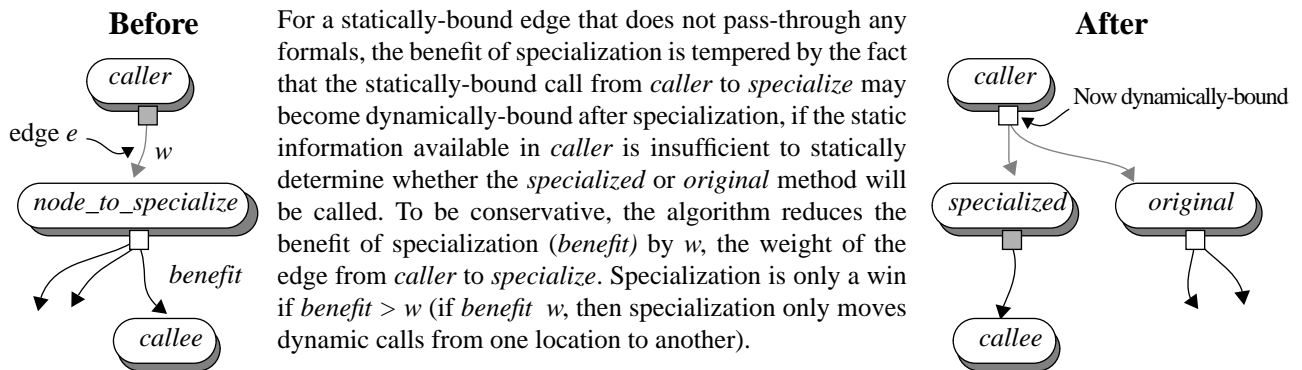 Before
caller
edge e
w
node_to_specialize
benefit
callee
For a statically-bound edge that does not pass-through any
formals, the benefit of specialization is tempered by the fact
that the statically-bound call from caller to specialize may
become dynamically-bound after specialization, if the static
information available in caller is insufficient to statically
determine whether the specialized or original method will
be called. To be conservative, the algorithm reduces the
benefit of specialization (benefit) by w, the weight of the
edge from caller to specialize. Specialization is only a win
if benefit > w (if benefit w, then specialization only moves
dynamic calls from one location to another).
After
caller
Now dynamically-bound
specialized
original
callee